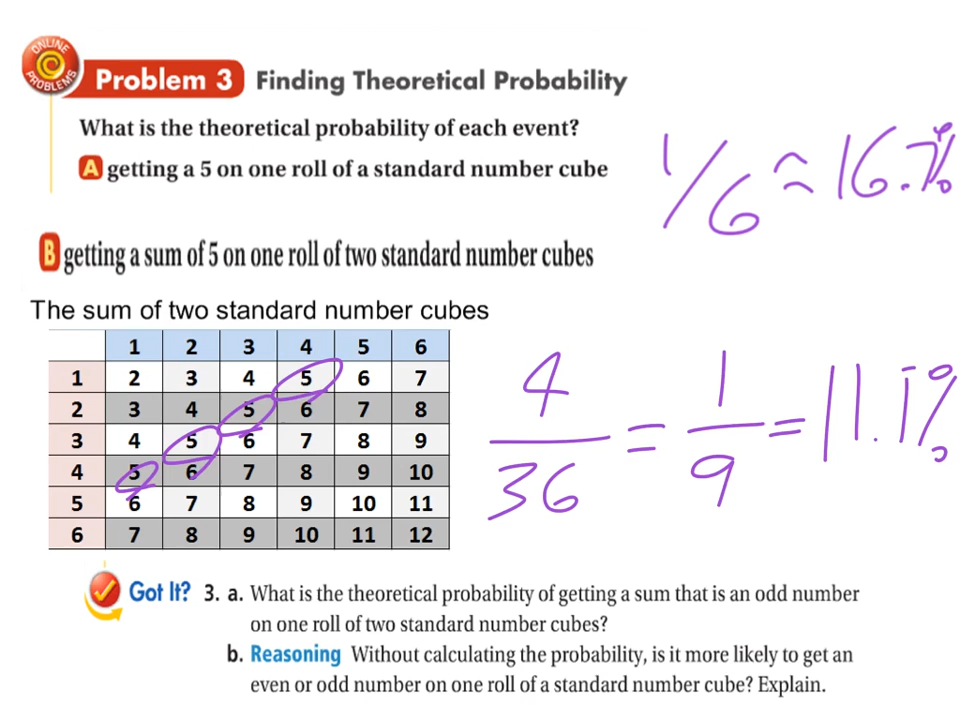 ONLINE PROBLEMS
Problem 3 Finding Theoretical Probability
What is the theoretical probability of each event?
A getting a 5 on one roll of a standard number cube
1/6 ≈ 16.7%
B getting a sum of 5 on one roll of two standard number cubes
The sum of two standard number cubes
1 2 3 4 5 6
1 2 3 4 5 6 7
2 3 4 5 6 7 8
3 4 5 6 7 8 9
4 5 6 7 8 9 10
5 6 7 8 9 10 11
6 7 8 9 10 11 12
4/36 = 1/9 = 11.1%
Got It? 3. a. What is the theoretical probability of getting a sum that is an odd number
on one roll of two standard number cubes?
b. Reasoning Without calculating the probability, is it more likely to get an
even or odd number on one roll of a standard number cube? Explain.